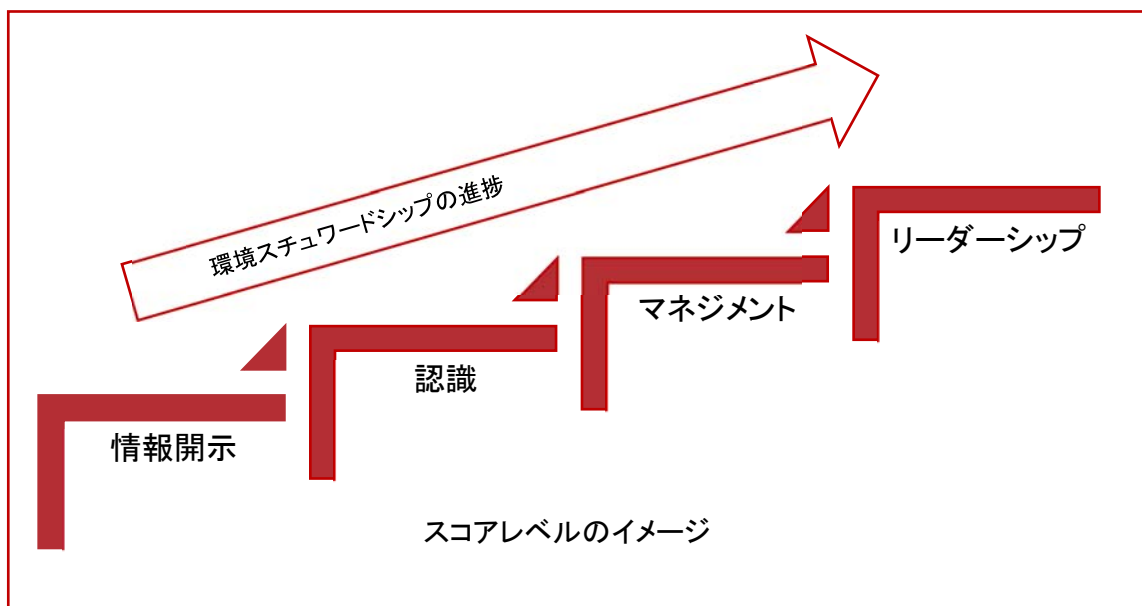 環境スチュワードシップの進捗
リーダーシップ
マネジメント
認識
情報開示
スコアレベルのイメージ